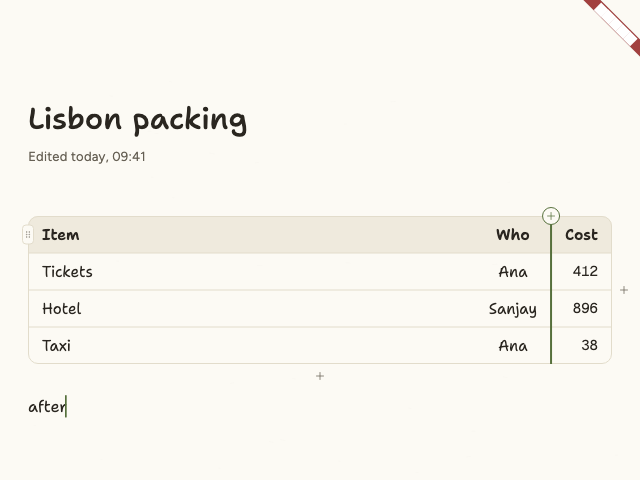 Lisbon packing
Edited today, 09:41
Item Who Cost
Tickets Ana 412
Hotel Sanjay 896
Taxi Ana 38
after